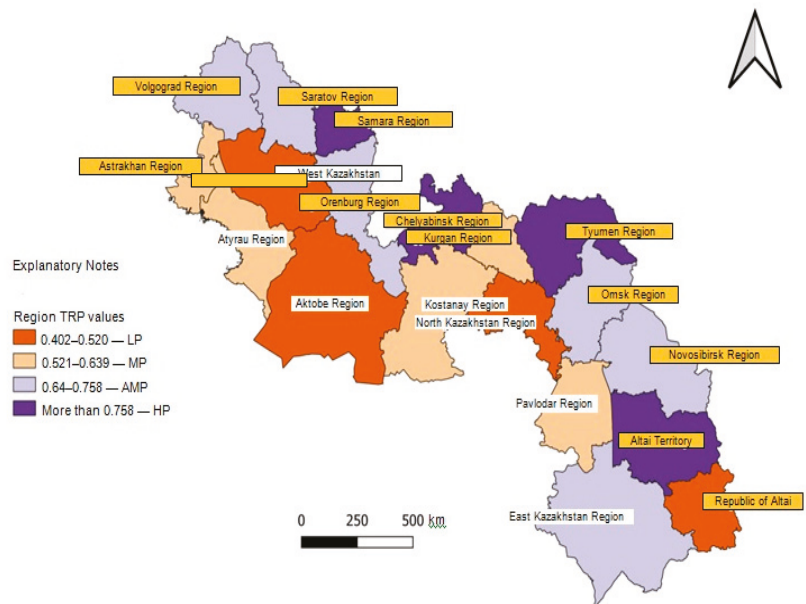 Volgograd Region
Saratov Region
Samara Region
Astrakhan Region
West Kazakhstan
Orenburg Region
Chelyabinsk Region
Kurgan Region
Tyumen Region
Atyrau Region
Aktobe Region
Kostanay Region
North Kazakhstan Region
Omsk Region
Novosibirsk Region
Pavlodar Region
Altai Territory
Republic of Altai
East Kazakhstan Region
Explanatory Notes
Region TRP values
0.402–0.520 — LP
0.521–0.639 — MP
0.64–0.758 — AMP
More than 0.758 — HP
0 250 500 km